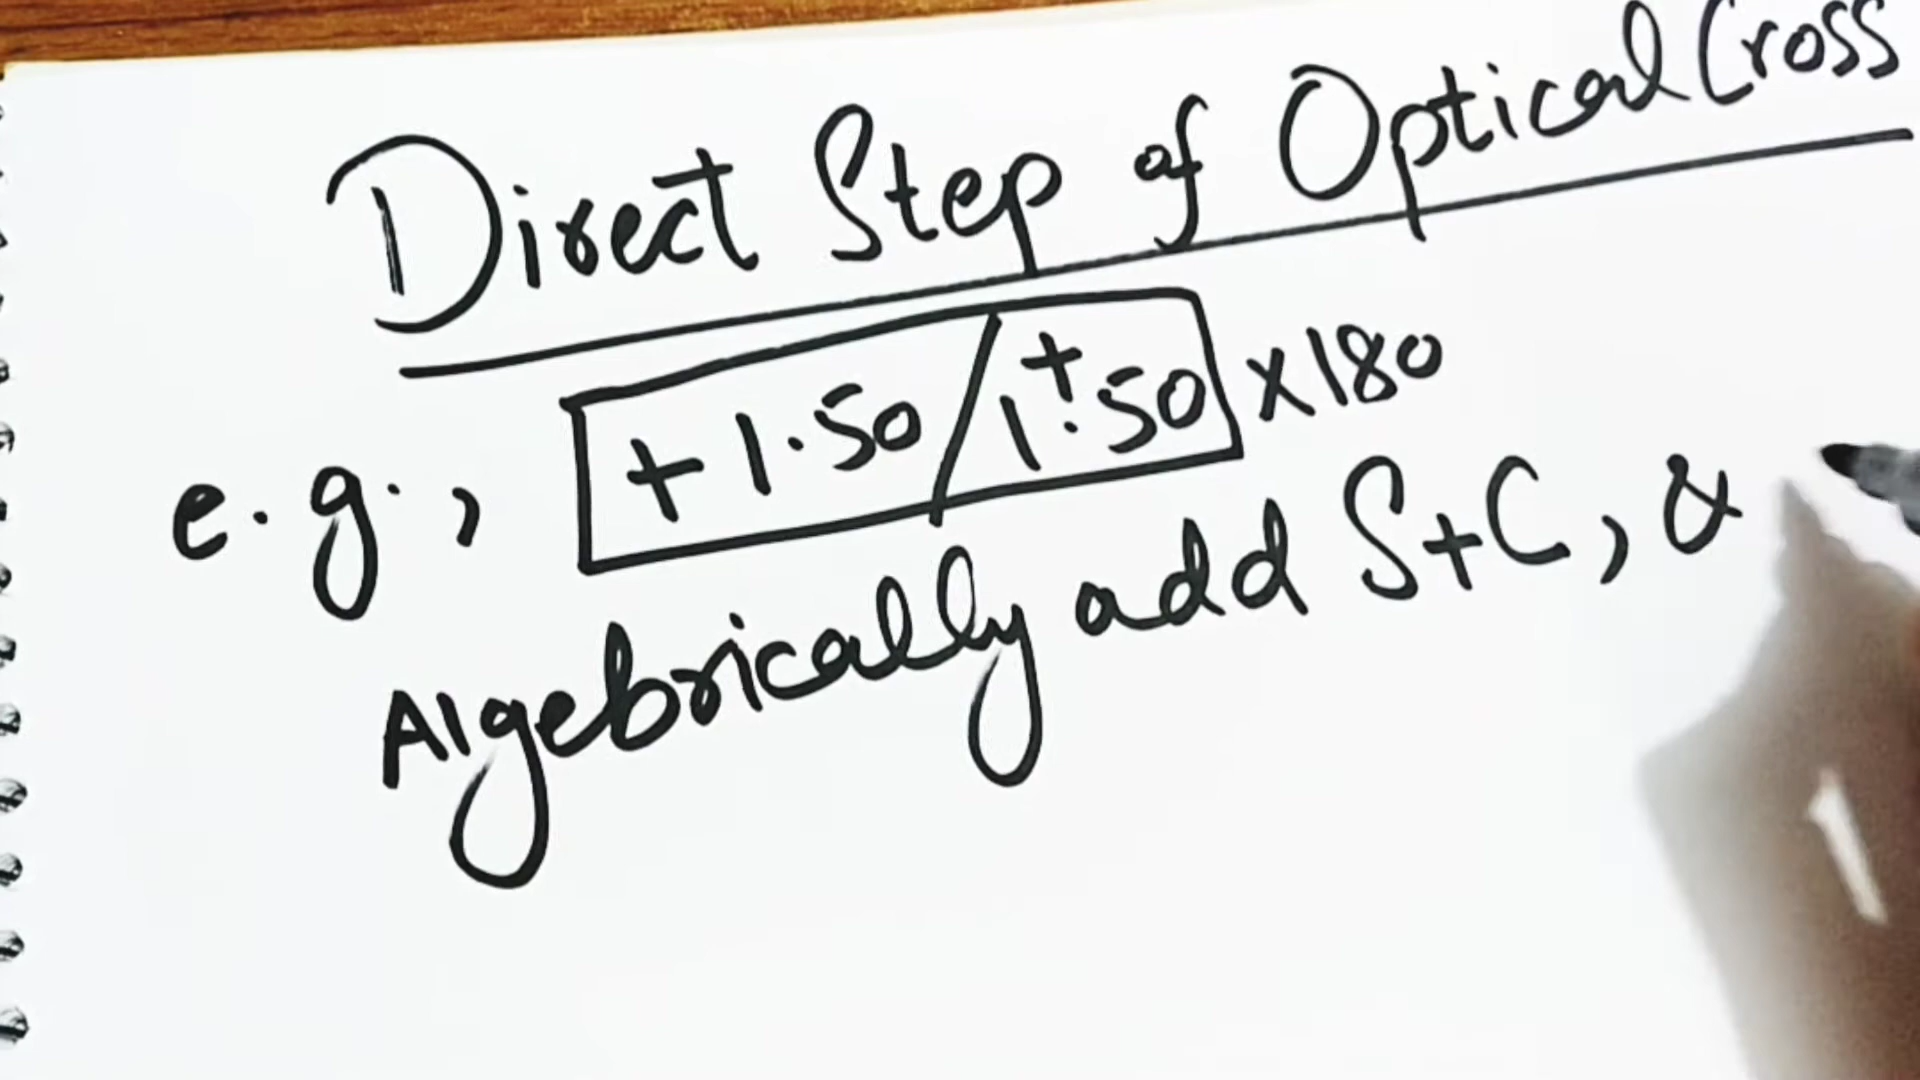 Direct Step of Optical Cross
e.g., +1.50/1+.50 x180
Algebrically add S+C, &